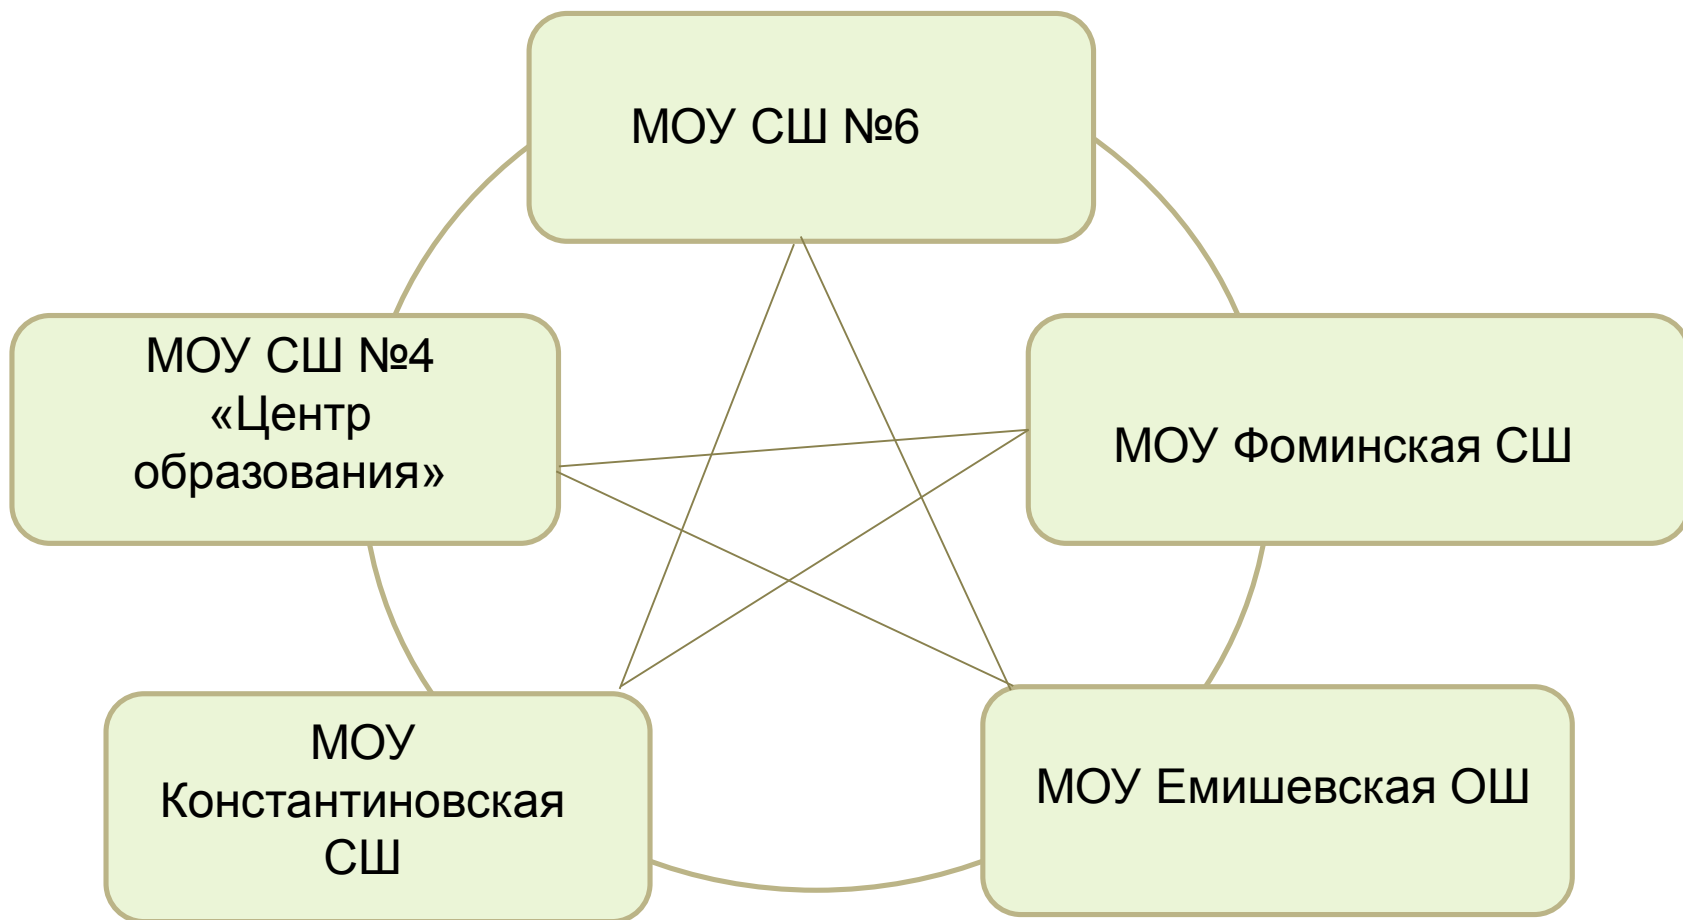 МОУ СШ №6
МОУ СШ №4
«Центр
образования»
МОУ Фоминская СШ
МОУ
Константиновская
СШ
МОУ Емишевская ОШ